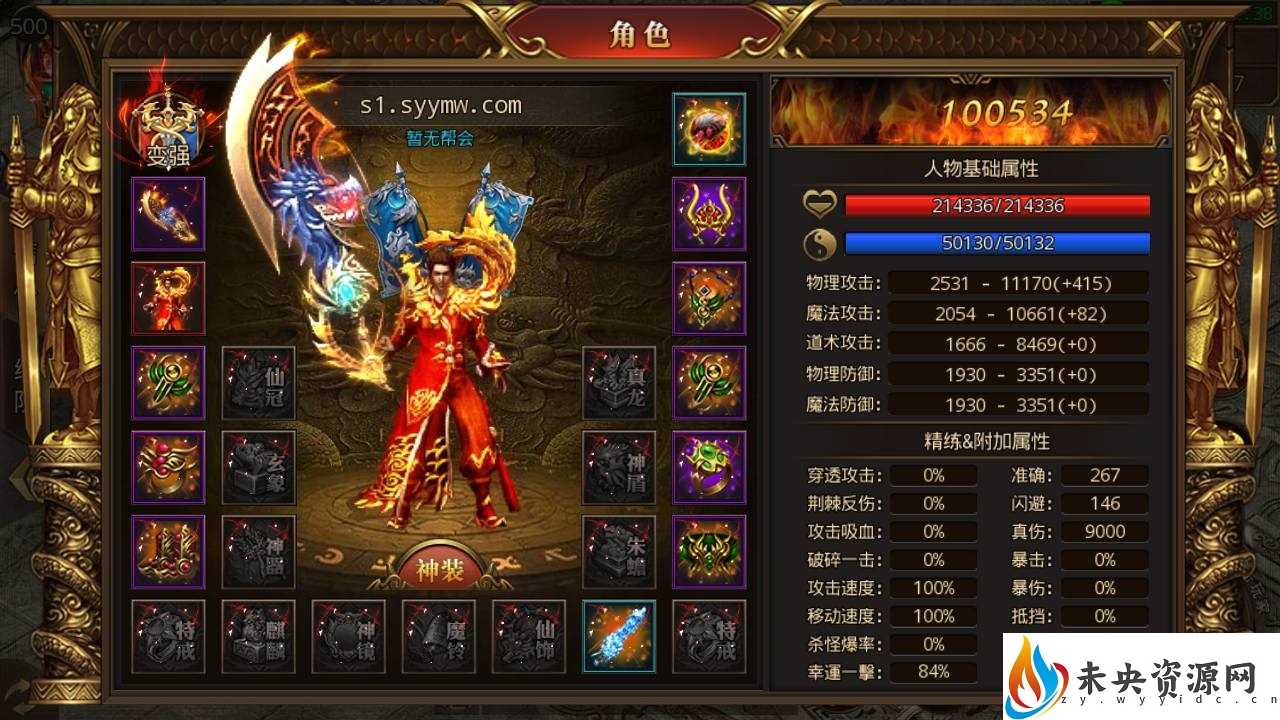 500
角色
:38
变强
s1.syymw.com
暂无帮会
100534
人物基础属性
214336/214336
50130/50132
物理攻击: 2531 - 11170(+415)
魔法攻击: 2054 - 10661(+82)
道术攻击: 1666 - 8469(+0)
物理防御: 1930 - 3351(+0)
魔法防御: 1930 - 3351(+0)
精练&附加属性
穿透攻击: 0% 准确: 267
荆棘反伤: 0% 闪避: 146
攻击吸血: 0% 真伤: 9000
破碎一击: 0% 暴击: 0%
攻击速度: 100% 暴伤: 0%
移动速度: 100% 抵挡: 0%
杀怪爆率: 0%
幸運一擊: 84%
仙冠 真龙
玄象 神盾
神器 朱蟾
神装
特戒 麒麟 神镜 魔铃 仙饰 特戒
未央资源网
zy.wyyidc.cn